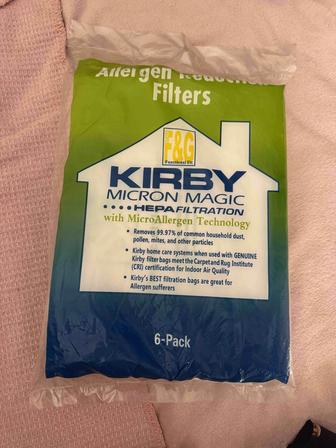 Allergen Reduction
Filters
F&G
Functional Fit
KIRBY
MICRON MAGIC
••••HEPA FILTRATION
with MicroAllergen Technology
• Removes 99.97% of common household dust,
pollen, mites, and other particles
• Kirby home care systems when used with GENUINE
Kirby filter bags meet the Carpet and Rug Institute
(CRI) certification for Indoor Air Quality
• Kirby's BEST filtration bags are great for
Allergen sufferers
6-Pack